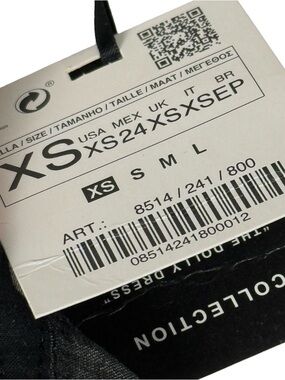 LLA / SIZE / TAMANHO / TAILLE / MAAT / ΜΕΓΕΘΟΣ
USA MEX UK IT BR
XS XS 24 XS XS EP
XS S M L
ART.: 8514 / 241 / 800
08514241800012
"THE DOLLY DRESS"
COLLECTION